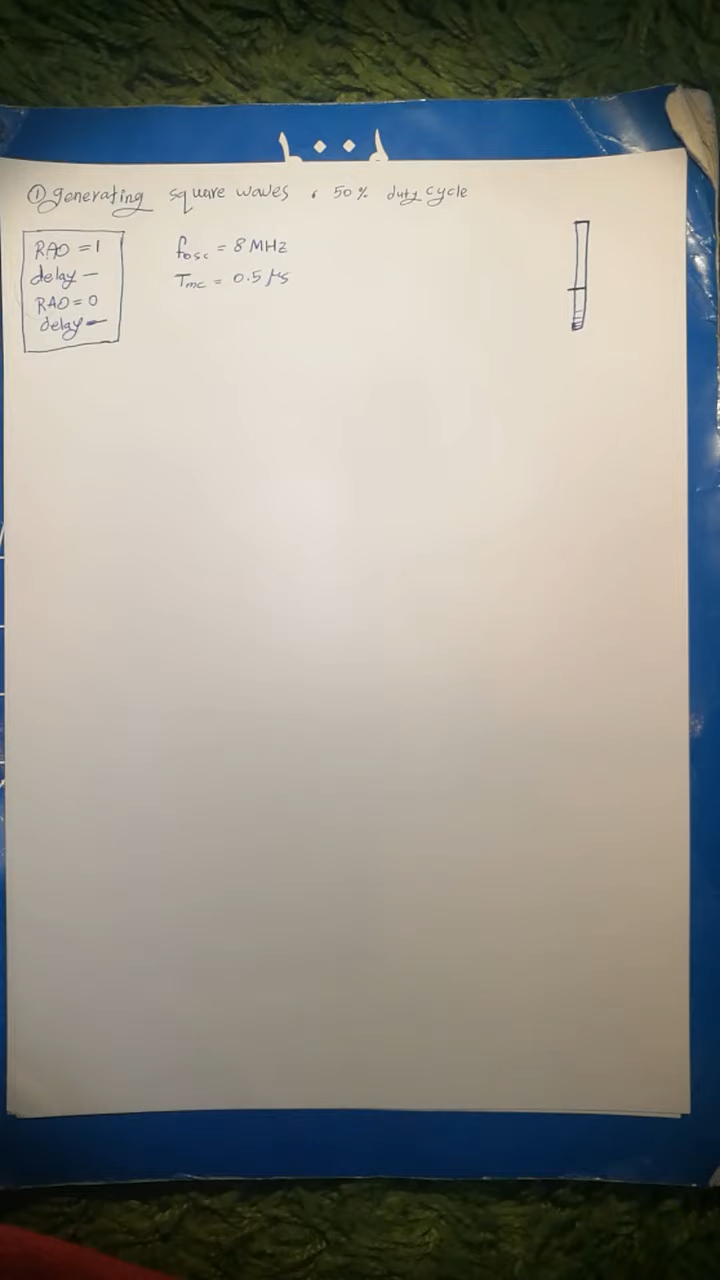 ١٠٠٢
① generating square waves , 50% duty cycle
RA0 = 1
delay —
RA0 = 0
delay —
fosc = 8 MHz
Tmc = 0.5 μs